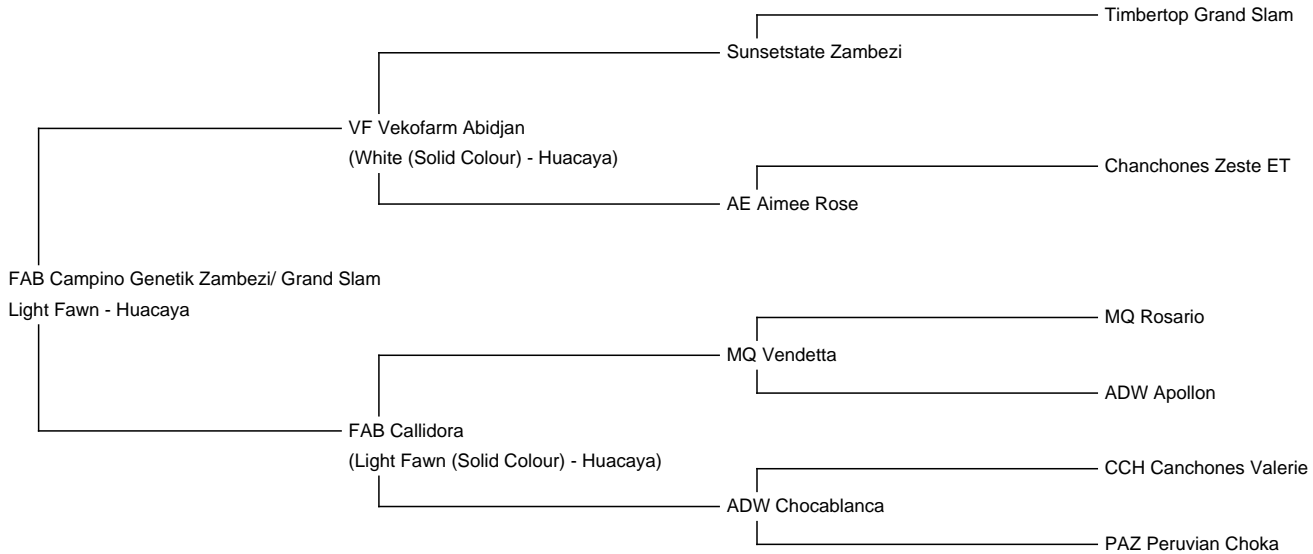 Timbertop Grand Slam
Sunsetstate Zambezi
VF Vekofarm Abidjan
(White (Solid Colour) - Huacaya)
Chanchones Zeste ET
AE Aimee Rose
FAB Campino Genetik Zambezi/ Grand Slam
Light Fawn - Huacaya
MQ Rosario
MQ Vendetta
ADW Apollon
FAB Callidora
(Light Fawn (Solid Colour) - Huacaya)
CCH Canchones Valerie
ADW Chocablanca
PAZ Peruvian Choka